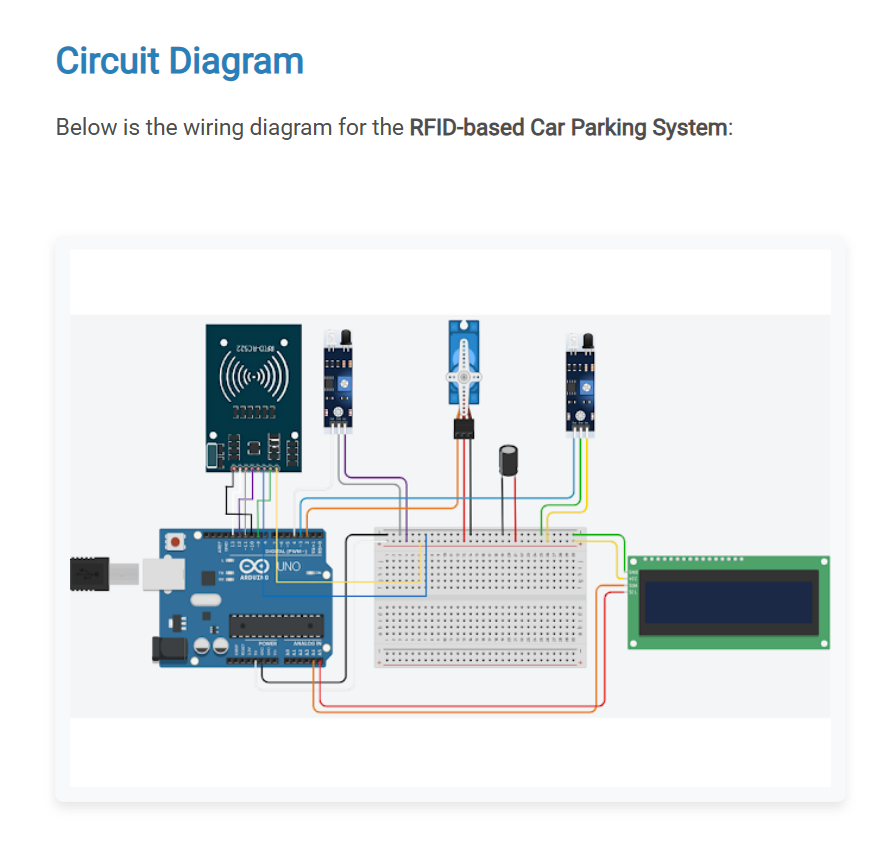 Circuit Diagram
Below is the wiring diagram for the RFID-based Car Parking System:
RFID-RC522
DIGITAL (PWM~)
UNO
ARDUINO
POWER
ANALOG IN